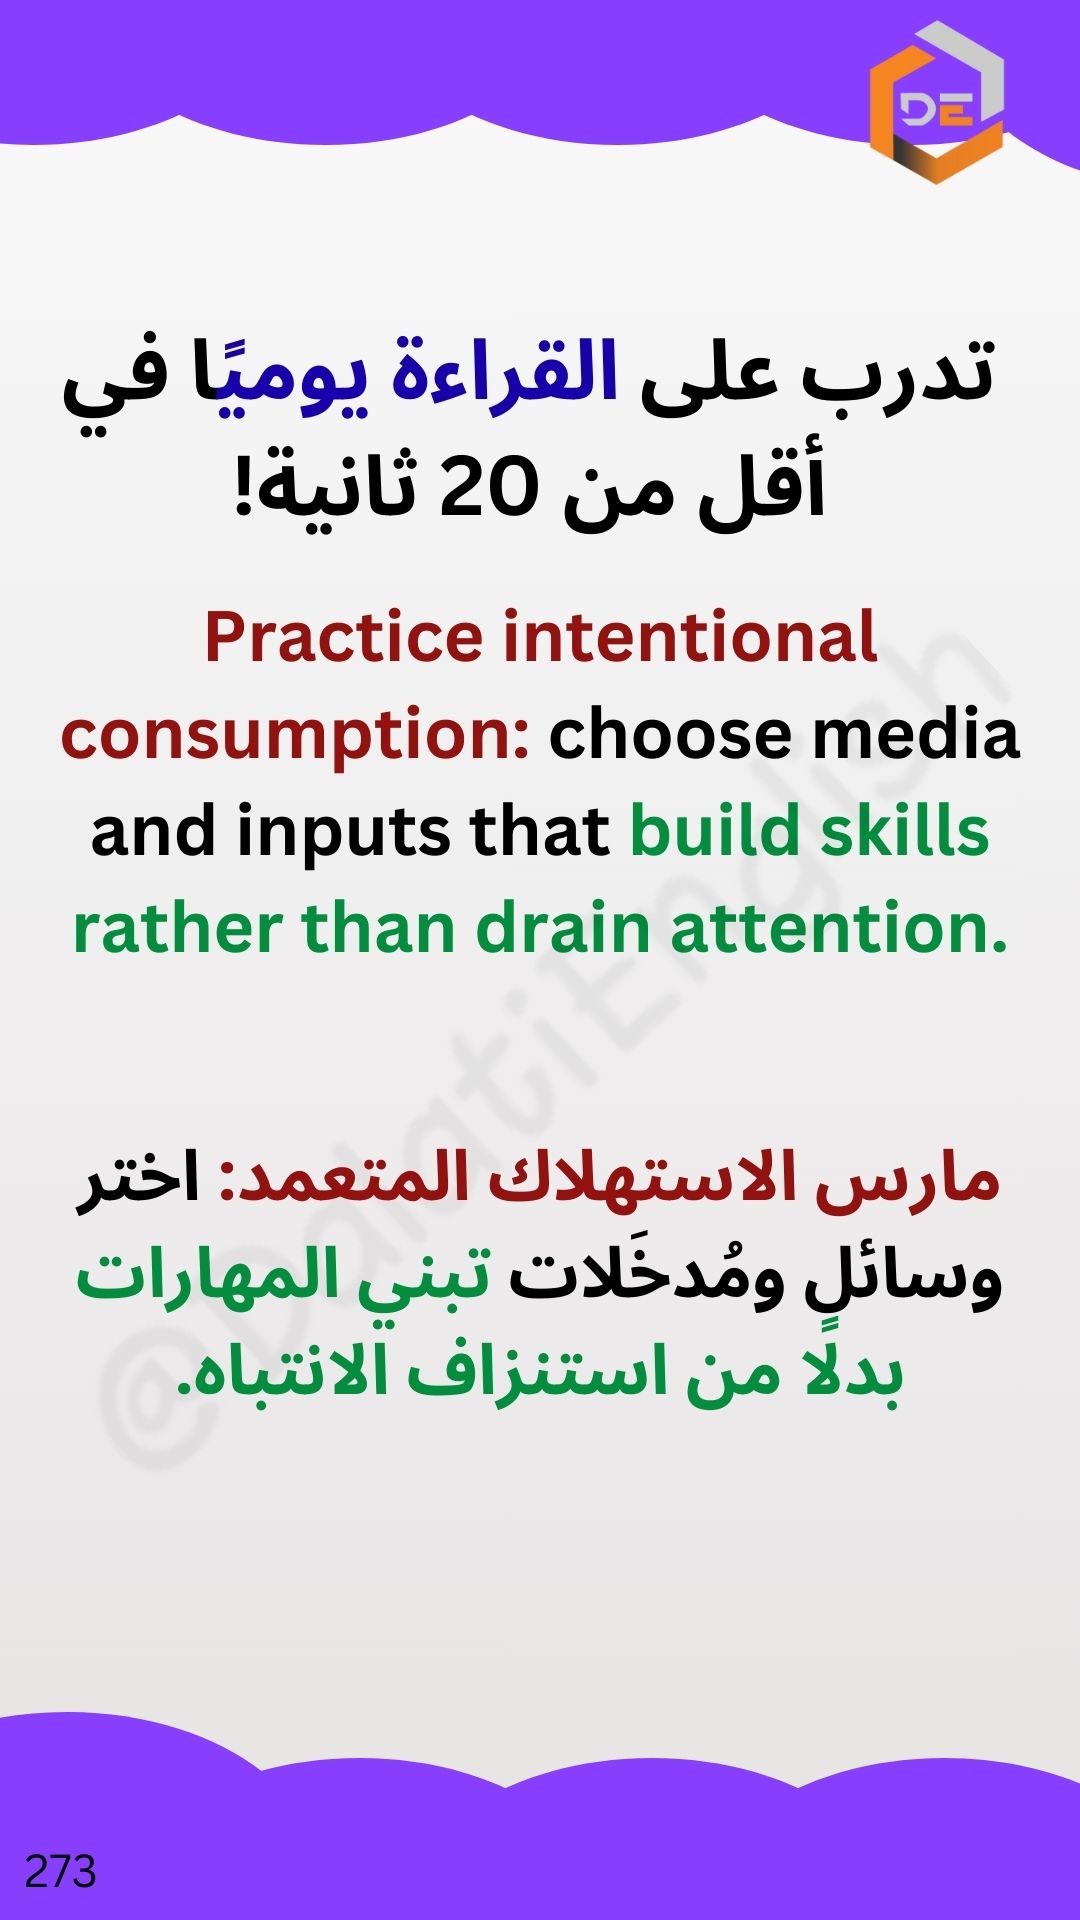 DE
تدرب على القراءة يوميًا في
أقل من 20 ثانية!
Practice intentional
consumption: choose media
and inputs that build skills
rather than drain attention.
مارس الاستهلاك المتعمد: اختر
وسائلٍ ومُدخَلات تبني المهارات
بدلًا من استنزاف الانتباه.
@DalatiEnglish
273